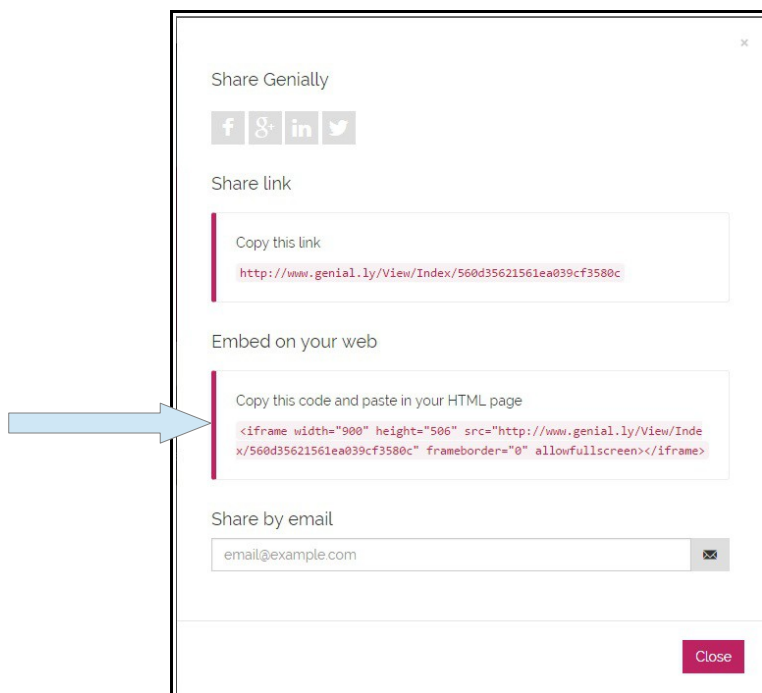 ×
Share Genially
f g+ in
Share link
Copy this link
http://www.genial.ly/View/Index/560d35621561ea039cf3580c
Embed on your web
Copy this code and paste in your HTML page
<iframe width="900" height="506" src="http://www.genial.ly/View/Inde
x/560d35621561ea039cf3580c" frameborder="0" allowfullscreen></iframe>
Share by email
email@example.com
Close